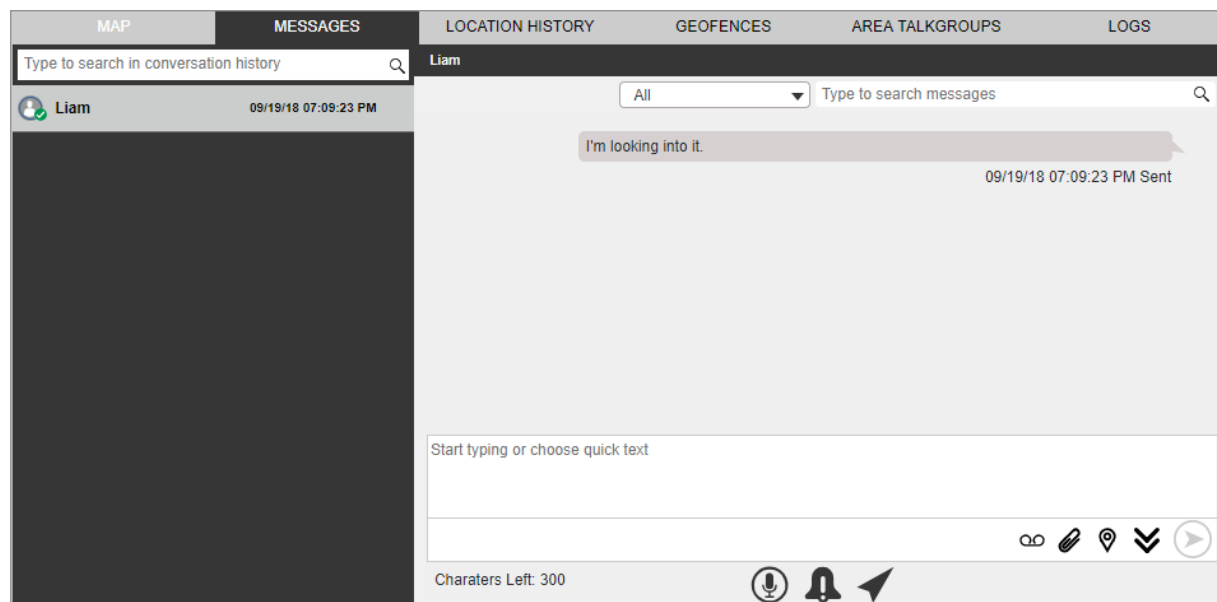 MAP MESSAGES LOCATION HISTORY GEOFENCES AREA TALKGROUPS LOGS
Type to search in conversation history
Liam 09/19/18 07:09:23 PM
Liam
All Type to search messages
I'm looking into it.
09/19/18 07:09:23 PM Sent
Start typing or choose quick text
Charaters Left: 300